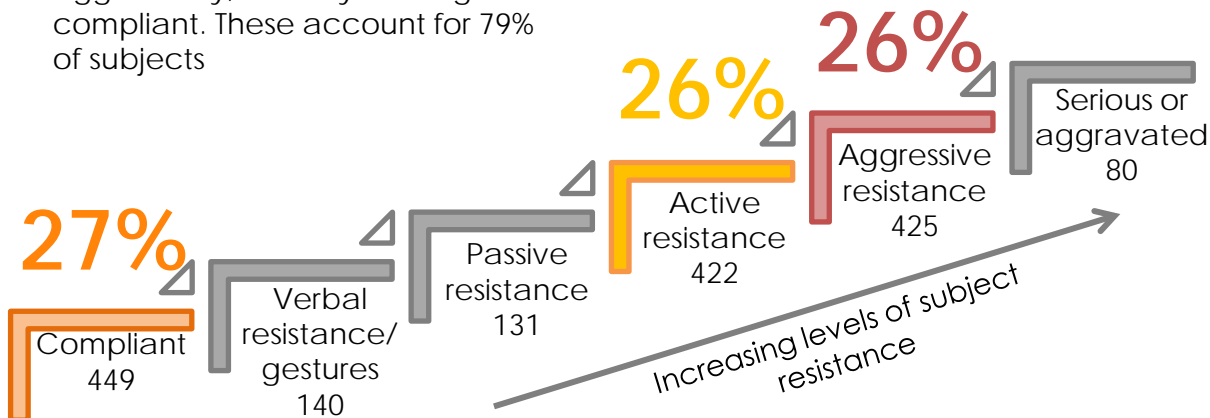 compliant. These account for 79%
of subjects
27%
Compliant
449
Verbal
resistance/
gestures
140
Passive
resistance
131
26%
Active
resistance
422
26%
Aggressive
resistance
425
Serious or
aggravated
80
Increasing levels of subject
resistance